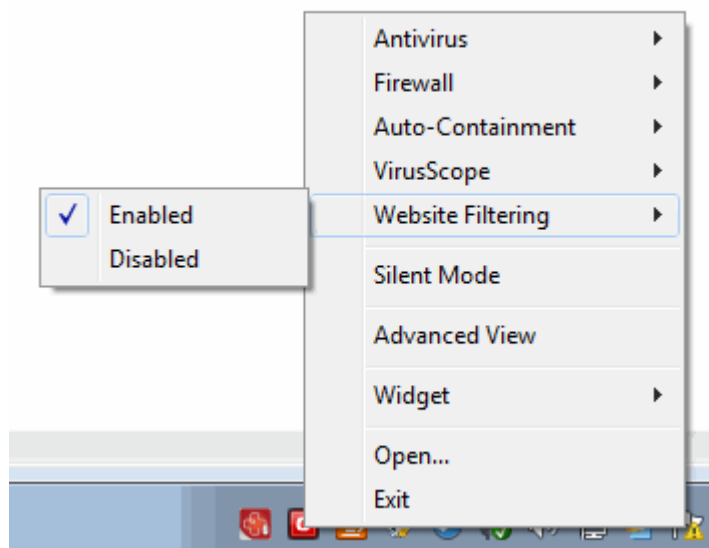 Antivirus
Firewall
Auto-Containment
VirusScope
Website Filtering
Enabled
Disabled
Silent Mode
Advanced View
Widget
Open...
Exit